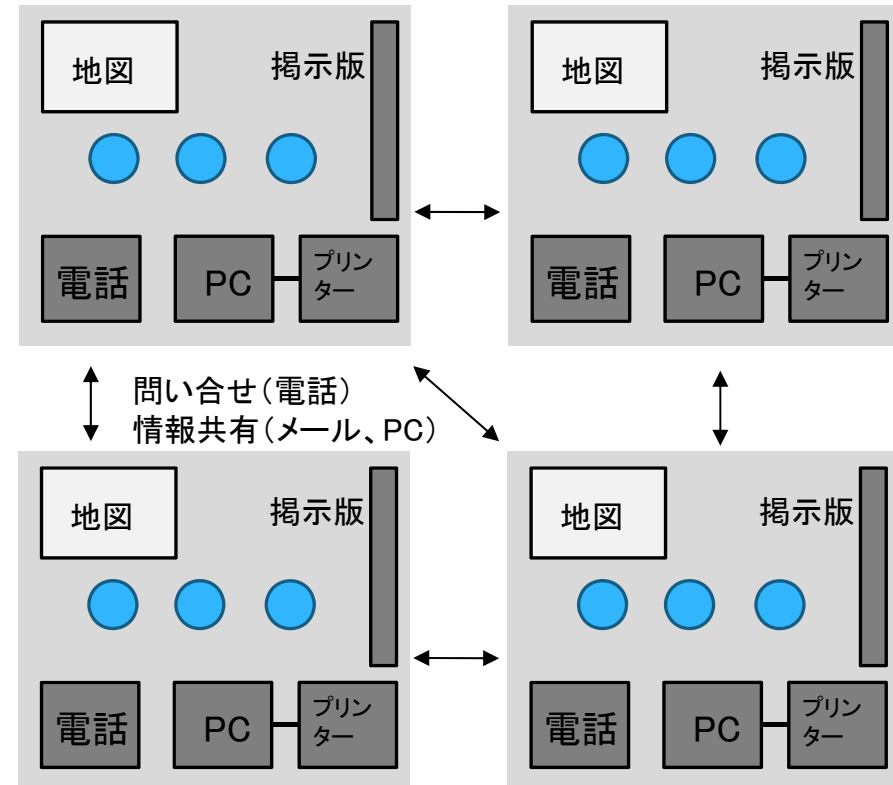 地図
掲示版
電話
PC
プリン
ター
地図
掲示版
電話
PC
プリン
ター
問い合せ(電話)
情報共有(メール、PC)
地図
掲示版
電話
PC
プリン
ター
地図
掲示版
電話
PC
プリン
ター